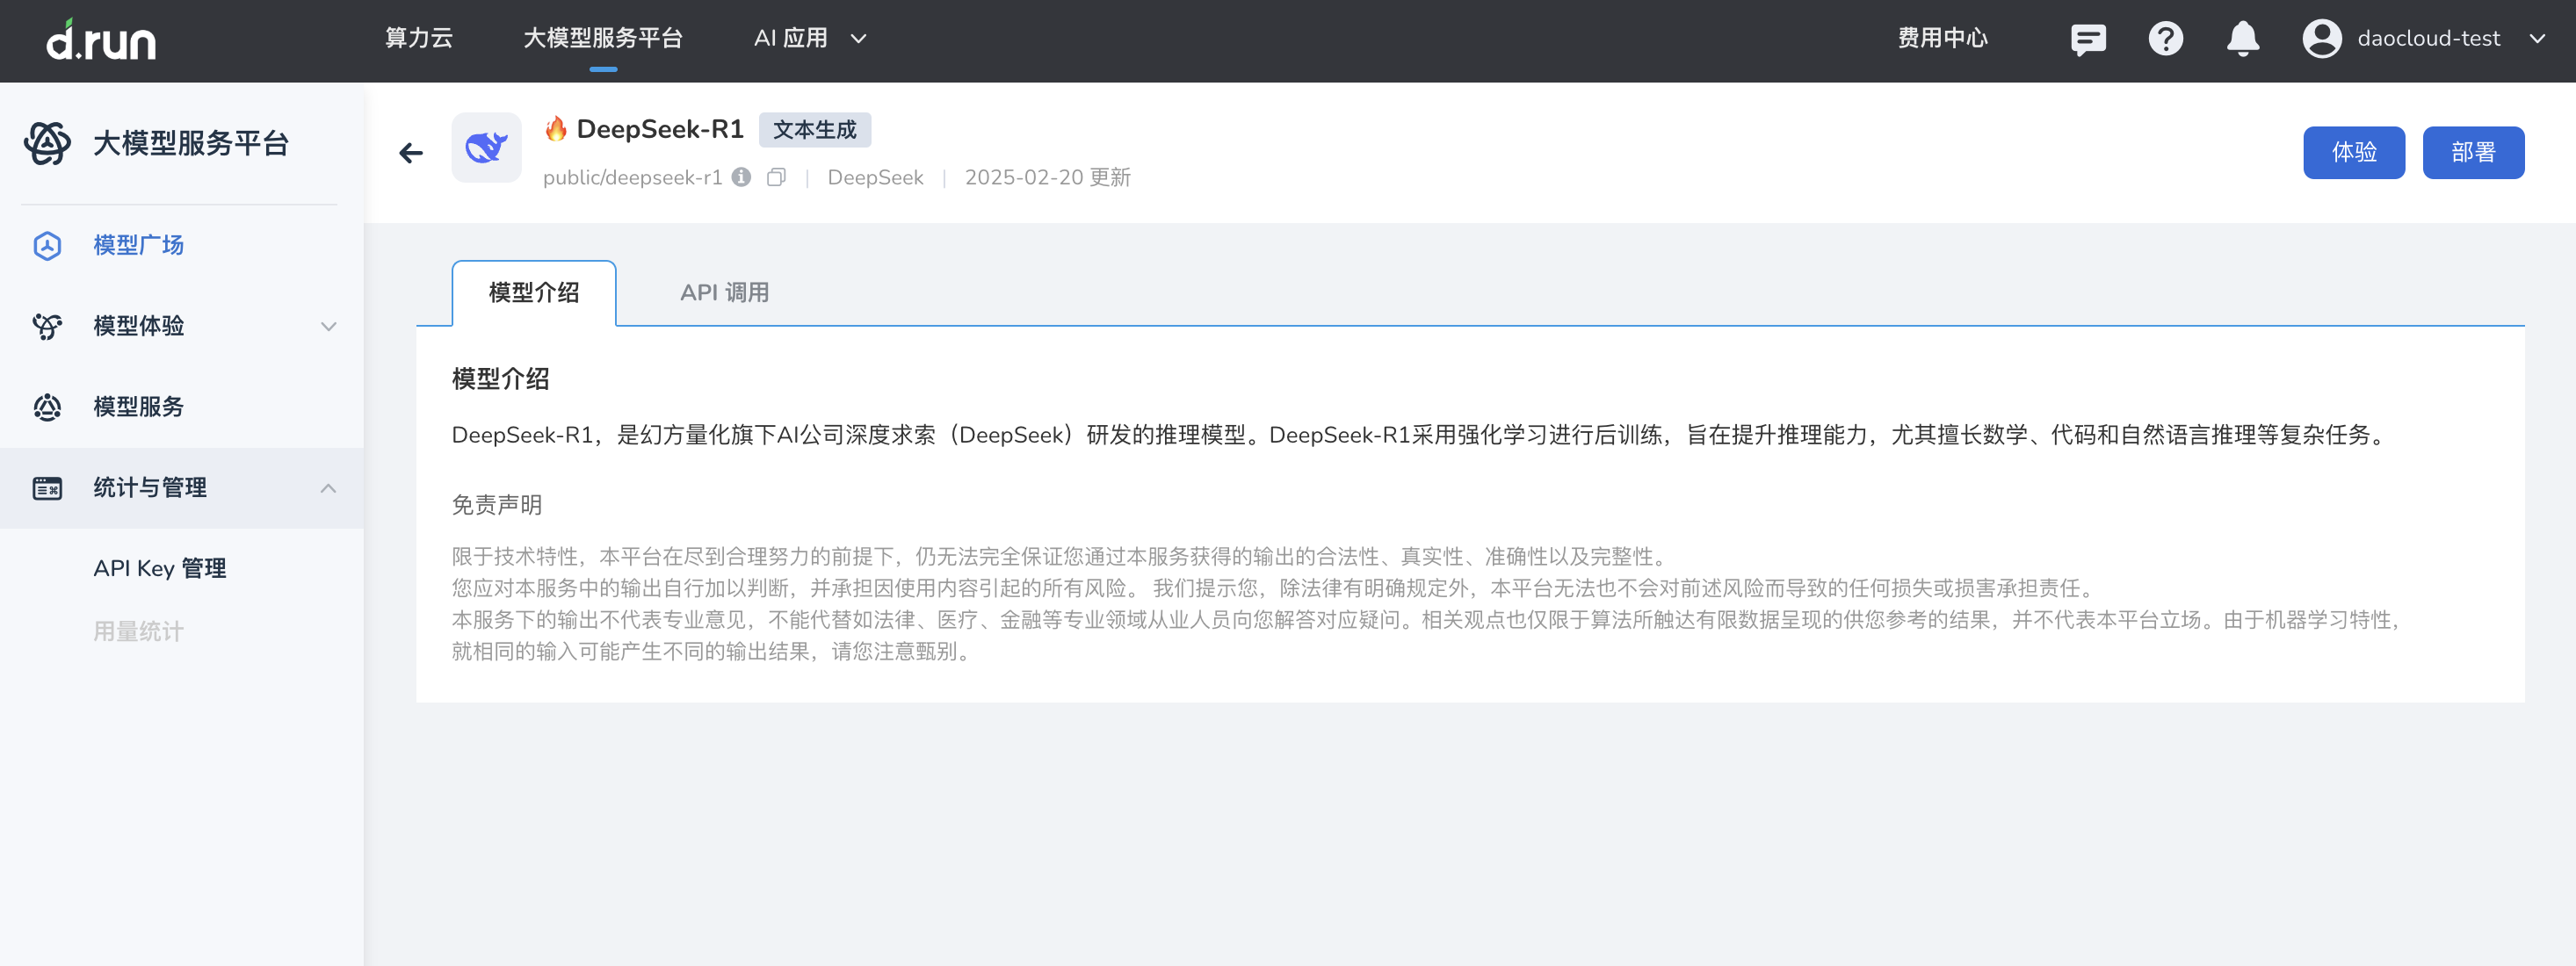 d.run
算力云
大模型服务平台
AI 应用
费用中心
daocloud-test
大模型服务平台
模型广场
模型体验
模型服务
统计与管理
API Key 管理
用量统计
DeepSeek-R1
文本生成
public/deepseek-r1 | DeepSeek | 2025-02-20 更新
体验
部署
模型介绍
API 调用
模型介绍
DeepSeek-R1，是幻方量化旗下AI公司深度求索（DeepSeek）研发的推理模型。DeepSeek-R1采用强化学习进行后训练，旨在提升推理能力，尤其擅长数学、代码和自然语言推理等复杂任务。
免责声明
限于技术特性，本平台在尽到合理努力的前提下，仍无法完全保证您通过本服务获得的输出的合法性、真实性、准确性以及完整性。
您应对本服务中的输出自行加以判断，并承担因使用内容引起的所有风险。 我们提示您，除法律有明确规定外，本平台无法也不会对前述风险而导致的任何损失或损害承担责任。
本服务下的输出不代表专业意见，不能代替如法律、医疗、金融等专业领域从业人员向您解答对应疑问。相关观点也仅限于算法所触达有限数据呈现的供您参考的结果，并不代表本平台立场。由于机器学习特性，
就相同的输入可能产生不同的输出结果，请您注意甄别。